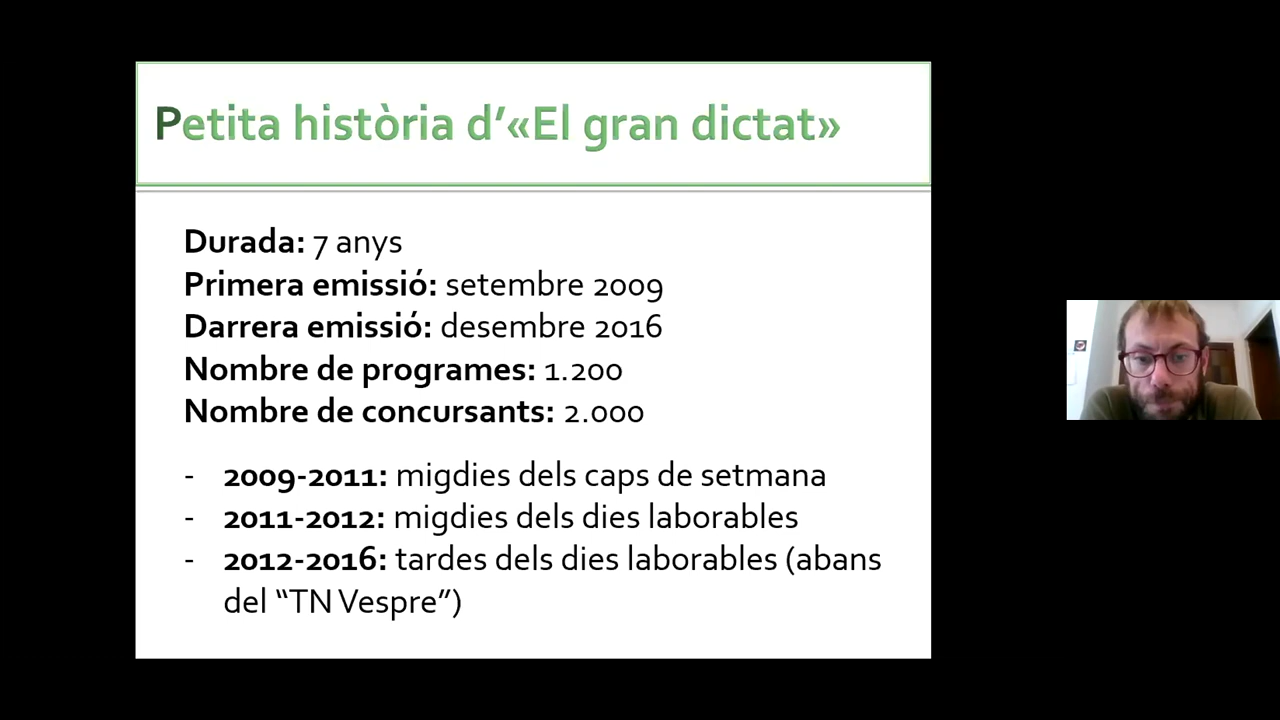 Petita història d’«El gran dictat»
Durada: 7 anys
Primera emissió: setembre 2009
Darrera emissió: desembre 2016
Nombre de programes: 1.200
Nombre de concursants: 2.000
- 2009-2011: migdies dels caps de setmana
- 2011-2012: migdies dels dies laborables
- 2012-2016: tardes dels dies laborables (abans
del “TN Vespre”)